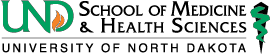 UND SCHOOL OF MEDICINE
& HEALTH SCIENCES
UNIVERSITY OF NORTH DAKOTA